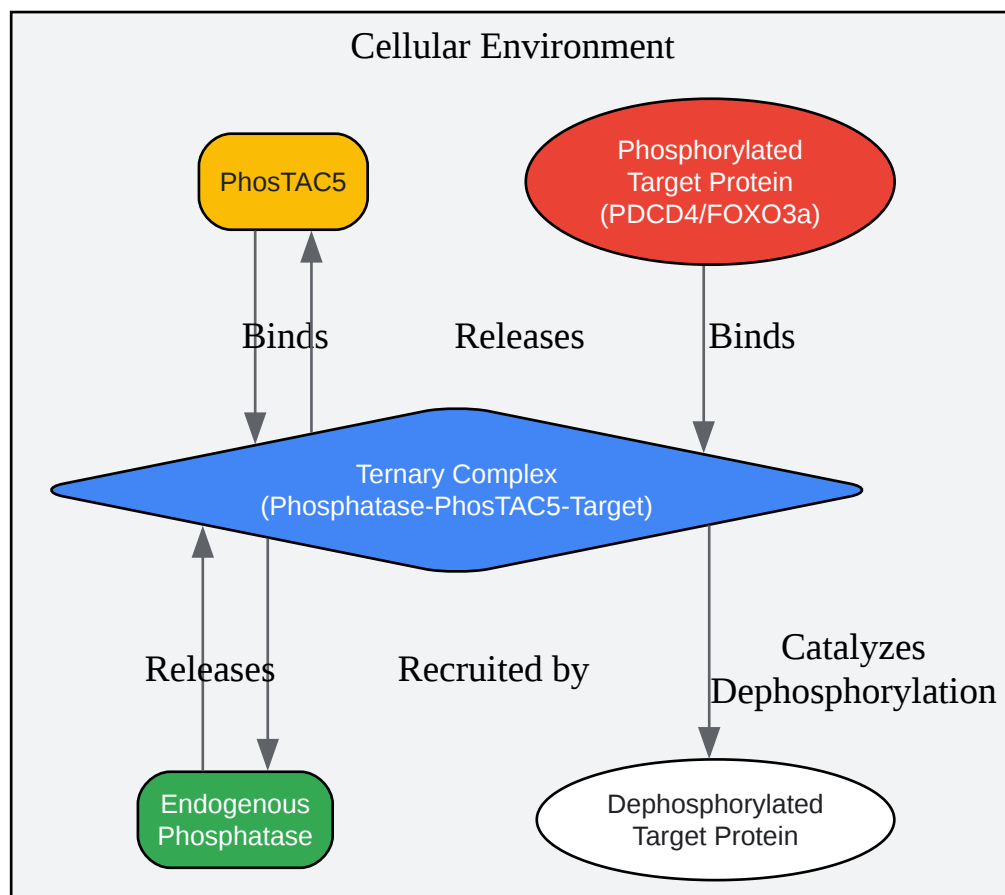 Cellular Environment
PhosTAC5
Phosphorylated
Target Protein
(PDCD4/FOXO3a)
Binds
Releases
Binds
Ternary Complex
(Phosphatase-PhosTAC5-Target)
Releases
Recruited by
Catalyzes
Dephosphorylation
Endogenous
Phosphatase
Dephosphorylated
Target Protein